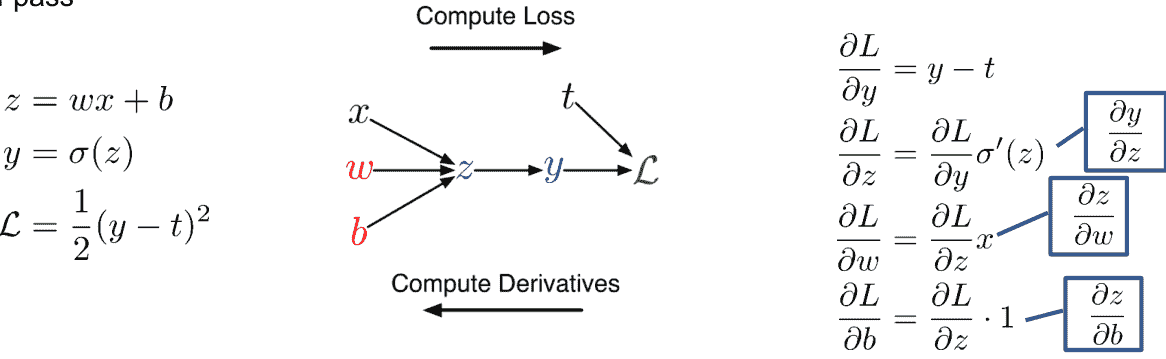 pass
z = wx + b
y = σ(z)
ℒ = 1/2 (y − t)²
Compute Loss
x
w
b
z
y
t
ℒ
Compute Derivatives
∂L/∂y = y − t
∂L/∂z = ∂L/∂y σ′(z)
∂y/∂z
∂L/∂w = ∂L/∂z x
∂z/∂w
∂L/∂b = ∂L/∂z · 1
∂z/∂b